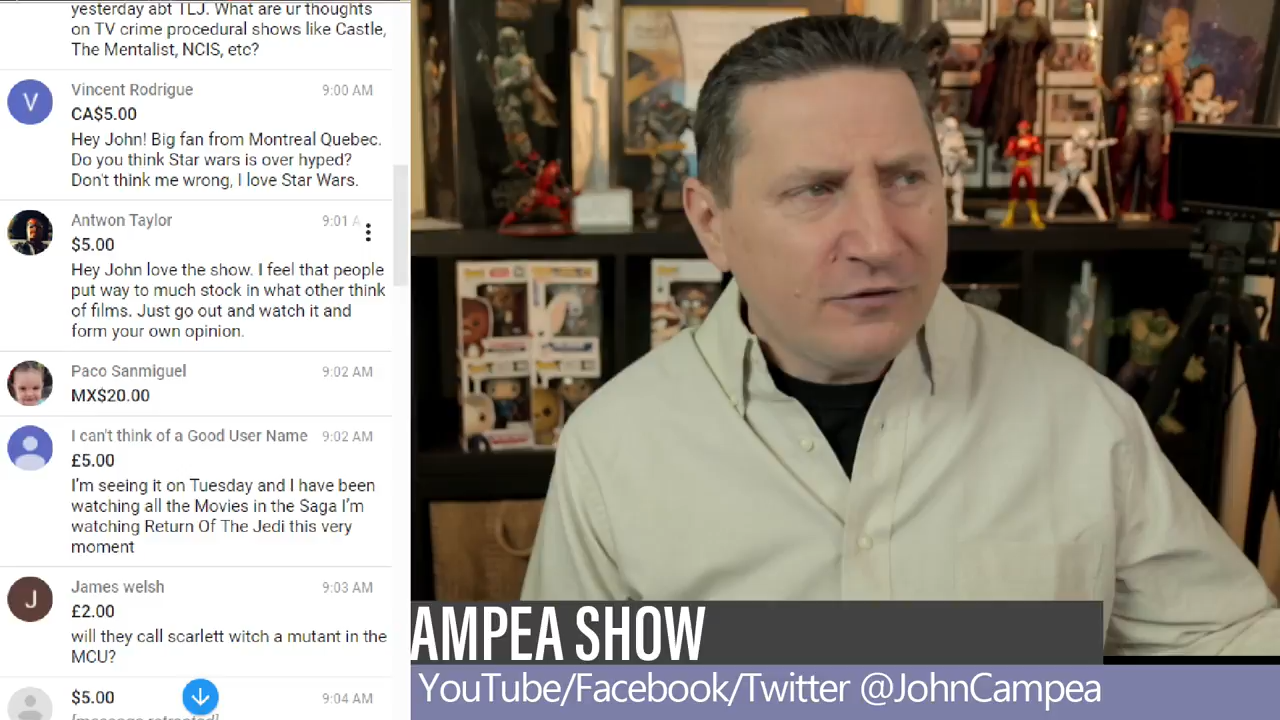 yesterday abt TLJ. What are ur thoughts
on TV crime procedural shows like Castle,
The Mentalist, NCIS, etc?
Vincent Rodrigue 9:00 AM
CA$5.00
Hey John! Big fan from Montreal Quebec.
Do you think Star wars is over hyped?
Don't think me wrong, I love Star Wars.
Antwon Taylor 9:01 A
$5.00
Hey John love the show. I feel that people
put way to much stock in what other think
of films. Just go out and watch it and
form your own opinion.
Paco Sanmiguel 9:02 AM
MX$20.00
I can't think of a Good User Name 9:02 AM
£5.00
I'm seeing it on Tuesday and I have been
watching all the Movies in the Saga I'm
watching Return Of The Jedi this very
moment
James welsh 9:03 AM
£2.00
will they call scarlett witch a mutant in the
MCU?
$5.00 9:04 AM
[message retracted]
AMPEA SHOW
YouTube/Facebook/Twitter @JohnCampea